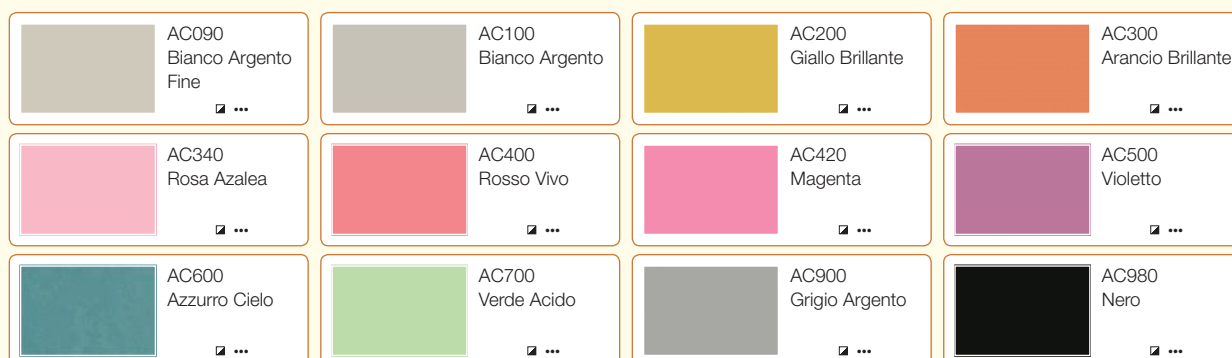 AC090
Bianco Argento
Fine
◪ •••
AC100
Bianco Argento
◪ •••
AC200
Giallo Brillante
◪ •••
AC300
Arancio Brillante
◪ •••
AC340
Rosa Azalea
◪ •••
AC400
Rosso Vivo
◪ •••
AC420
Magenta
◪ •••
AC500
Violetto
◪ •••
AC600
Azzurro Cielo
◪ •••
AC700
Verde Acido
◪ •••
AC900
Grigio Argento
◪ •••
AC980
Nero
◪ •••